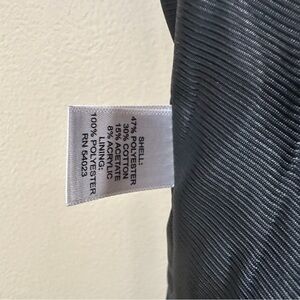 SHELL:
47% POLYESTER
30% COTTON
15% ACETATE
8% ACRYLIC
LINING:
100% POLYESTER
RN 54023